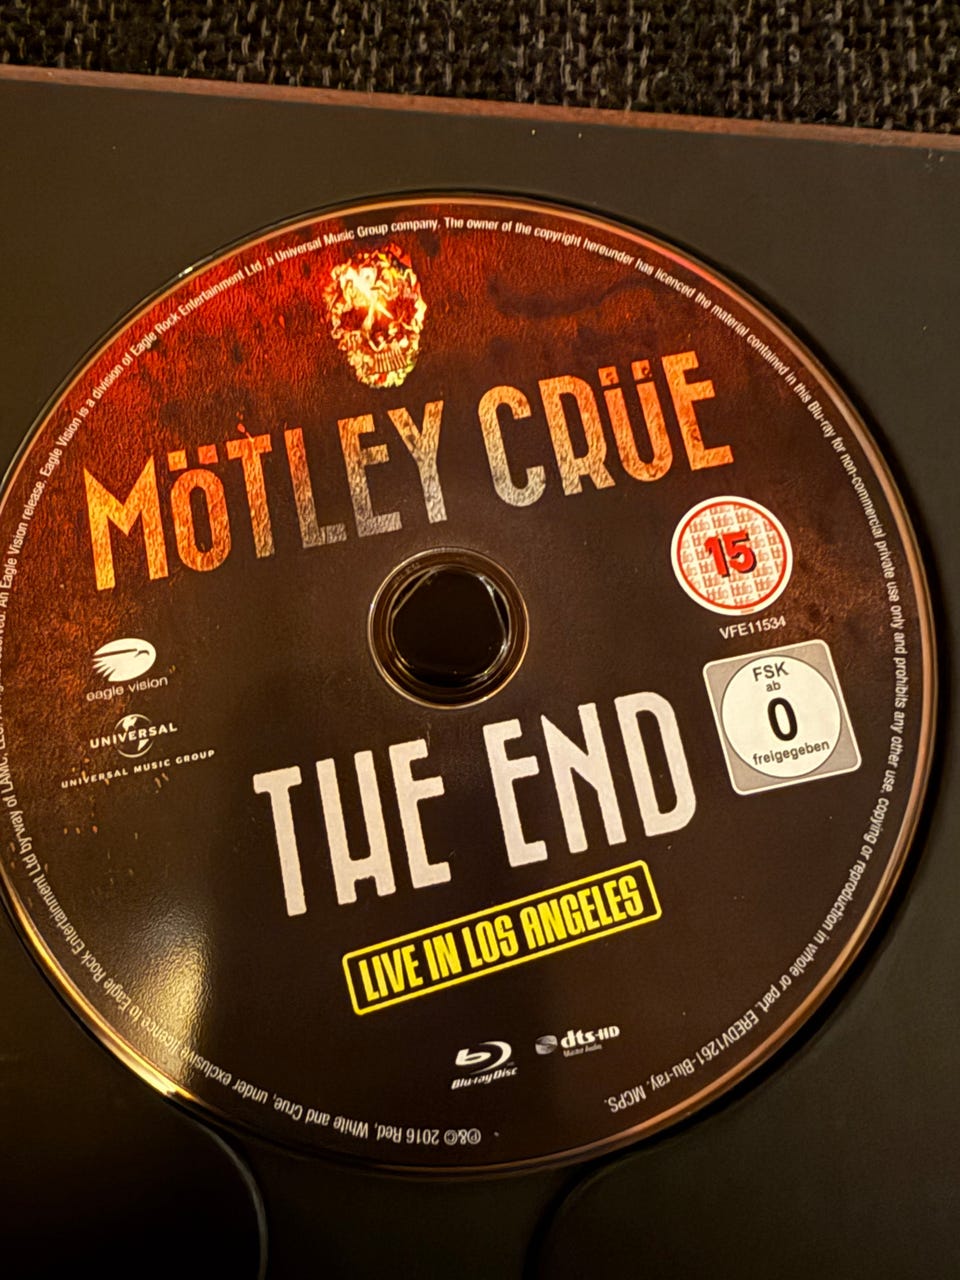 MÖTLEY CRÜE
15
VFE11534
FSK
ab
0
freigegeben
eagle vision
UNIVERSAL
UNIVERSAL MUSIC GROUP
THE END
LIVE IN LOS ANGELES
Blu-ray Disc
dts-HD
Master Audio
℗&© 2016 Red, White and Crue, under exclusive licence to Eagle Rock Entertainment Ltd by way of LAMC, reserved. An Eagle Vision release. Eagle Vision is a division of Eagle Rock Entertainment Ltd, a Universal Music Group company. The owner of the copyright hereunder has licenced the material contained in this Blu-ray for non-commercial private use only and prohibits any other use, copying or reproduction in whole or part. EREDV1261-Blu-ray. MCPS.